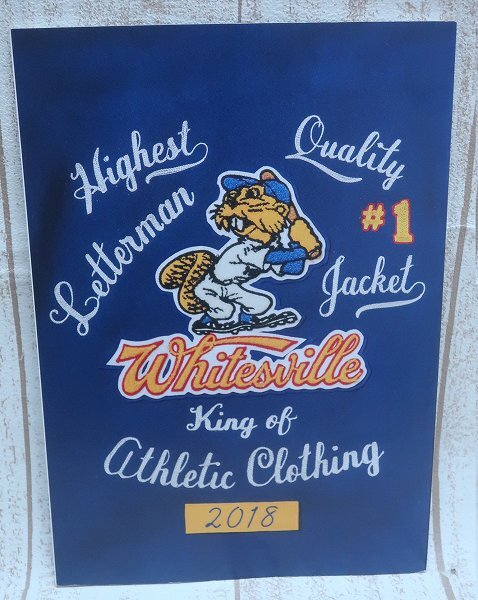 Highest Quality
Letterman #1 Jacket
Whitesville
King of
Athletic Clothing
2018